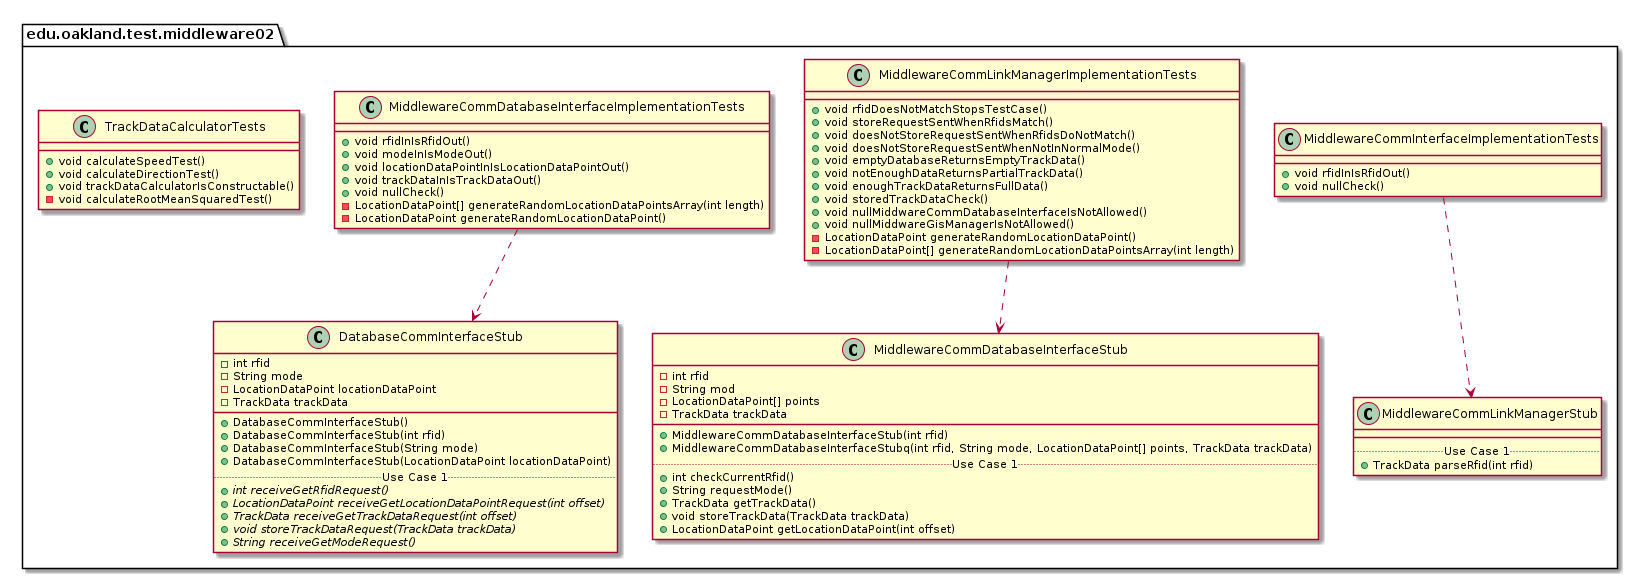 edu.oakland.test.middleware02
C TrackDataCalculatorTests
void calculateSpeedTest()
void calculateDirectionTest()
void trackDataCalculatorIsConstructable()
void calculateRootMeanSquaredTest()
C MiddlewareCommDatabaseInterfaceImplementationTests
void rfidInIsRfidOut()
void modeInIsModeOut()
void locationDataPointInIsLocationDataPointOut()
void trackDataInIsTrackDataOut()
void nullCheck()
LocationDataPoint[] generateRandomLocationDataPointsArray(int length)
LocationDataPoint generateRandomLocationDataPoint()
C MiddlewareCommLinkManagerImplementationTests
void rfidDoesNotMatchStopsTestCase()
void storeRequestSentWhenRfidsMatch()
void doesNotStoreRequestSentWhenRfidsDoNotMatch()
void doesNotStoreRequestSentWhenNotInNormalMode()
void emptyDatabaseReturnsEmptyTrackData()
void notEnoughDataReturnsPartialTrackData()
void enoughTrackDataReturnsFullData()
void storedTrackDataCheck()
void nullMiddwareCommDatabaseInterfaceIsNotAllowed()
void nullMiddwareGisManagerIsNotAllowed()
LocationDataPoint generateRandomLocationDataPoint()
LocationDataPoint[] generateRandomLocationDataPointsArray(int length)
C MiddlewareCommInterfaceImplementationTests
void rfidInIsRfidOut()
void nullCheck()
C DatabaseCommInterfaceStub
int rfid
String mode
LocationDataPoint locationDataPoint
TrackData trackData
DatabaseCommInterfaceStub()
DatabaseCommInterfaceStub(int rfid)
DatabaseCommInterfaceStub(String mode)
DatabaseCommInterfaceStub(LocationDataPoint locationDataPoint)
Use Case 1
int receiveGetRfidRequest()
LocationDataPoint receiveGetLocationDataPointRequest(int offset)
TrackData receiveGetTrackDataRequest(int offset)
void storeTrackDataRequest(TrackData trackData)
String receiveGetModeRequest()
C MiddlewareCommDatabaseInterfaceStub
int rfid
String mod
LocationDataPoint[] points
TrackData trackData
MiddlewareCommDatabaseInterfaceStub(int rfid)
MiddlewareCommDatabaseInterfaceStubq(int rfid, String mode, LocationDataPoint[] points, TrackData trackData)
Use Case 1
int checkCurrentRfid()
String requestMode()
TrackData getTrackData()
void storeTrackData(TrackData trackData)
LocationDataPoint getLocationDataPoint(int offset)
C MiddlewareCommLinkManagerStub
Use Case 1
TrackData parseRfid(int rfid)